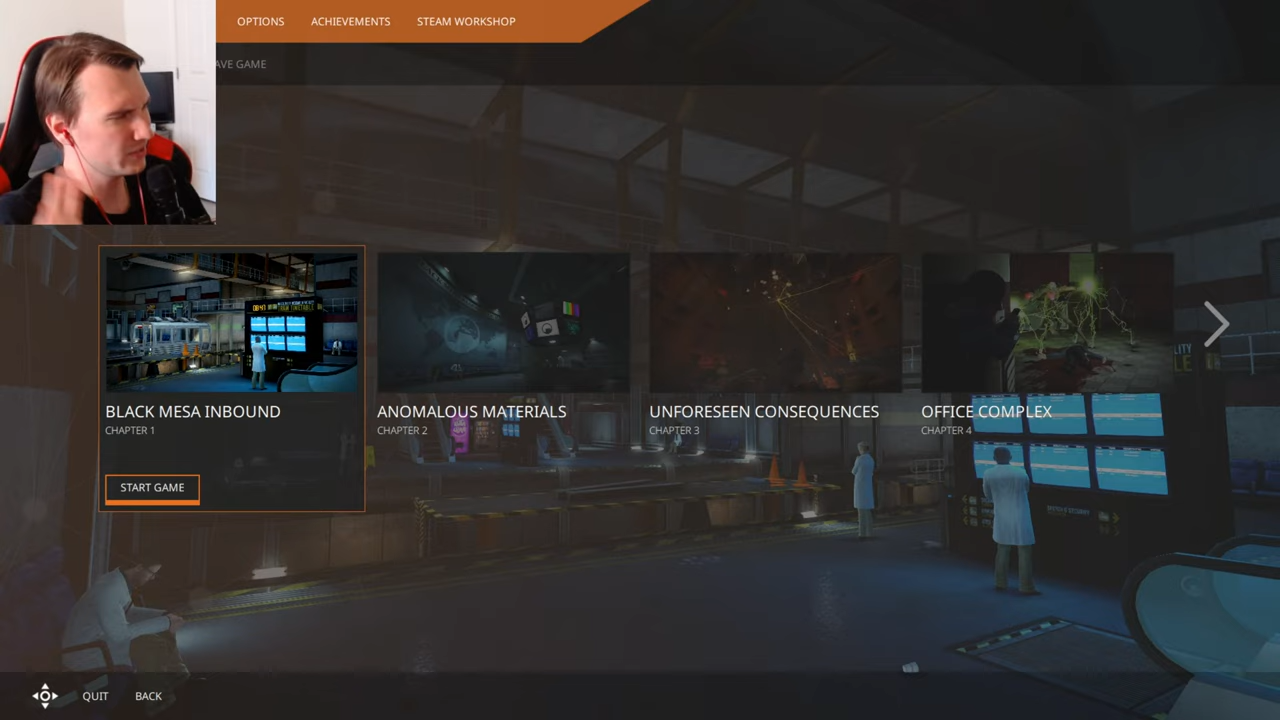 OPTIONS ACHIEVEMENTS STEAM WORKSHOP
AVE GAME
BLACK MESA INBOUND
CHAPTER 1
START GAME
ANOMALOUS MATERIALS
CHAPTER 2
UNFORESEEN CONSEQUENCES
CHAPTER 3
OFFICE COMPLEX
CHAPTER 4
QUIT BACK